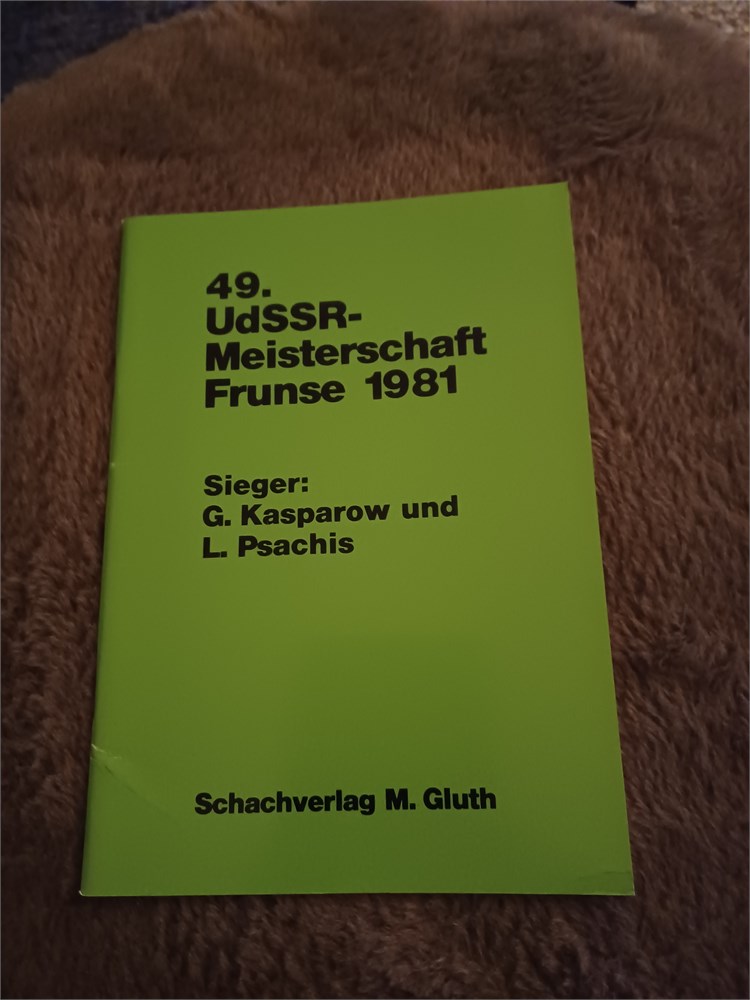 49.
UdSSR-
Meisterschaft
Frunse 1981
Sieger:
G. Kasparow und
L. Psachis
Schachverlag M. Gluth